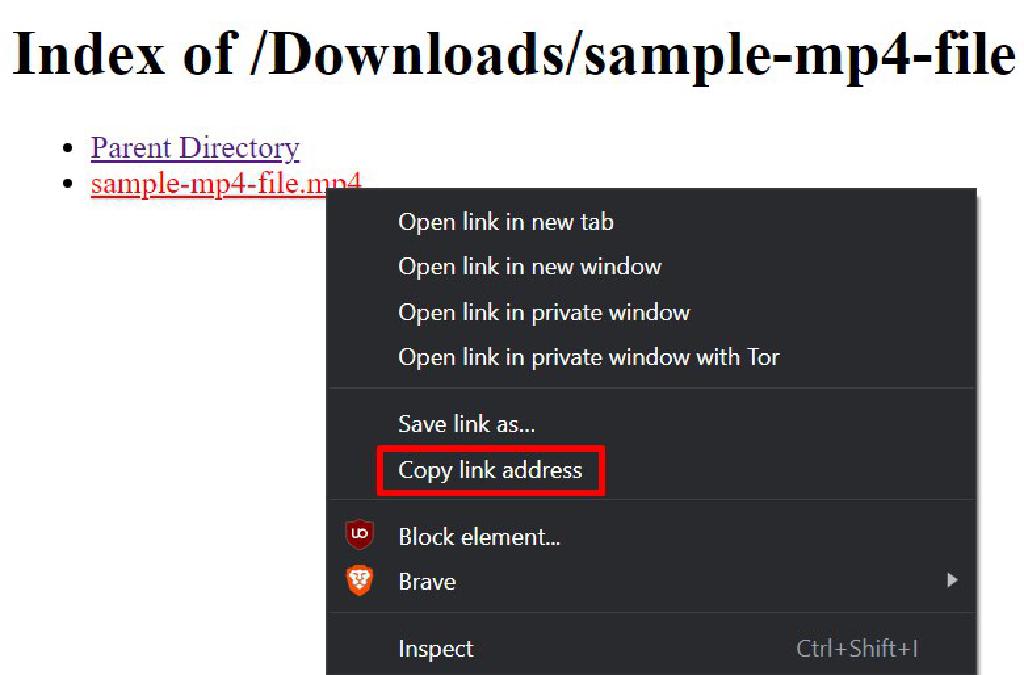 Index of /Downloads/sample-mp4-file
Parent Directory
sample-mp4-file.mp4
Open link in new tab
Open link in new window
Open link in private window
Open link in private window with Tor
Save link as...
Copy link address
Block element...
Brave
Inspect Ctrl+Shift+I